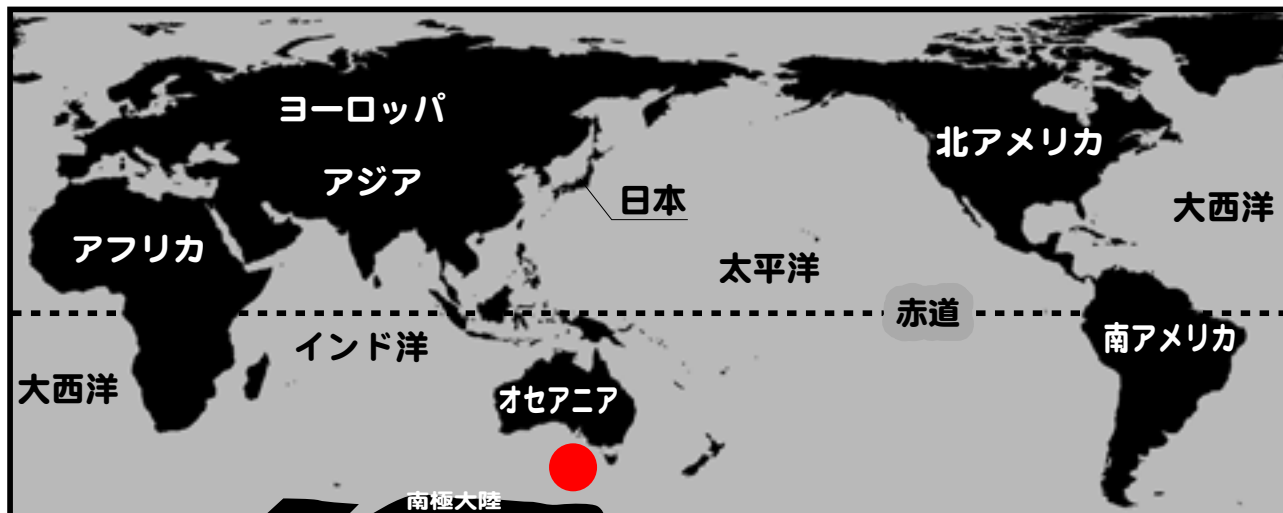 ヨーロッパ
北アメリカ
アジア
日本
大西洋
アフリカ
太平洋
赤道
インド洋
南アメリカ
大西洋
オセアニア
南極大陸